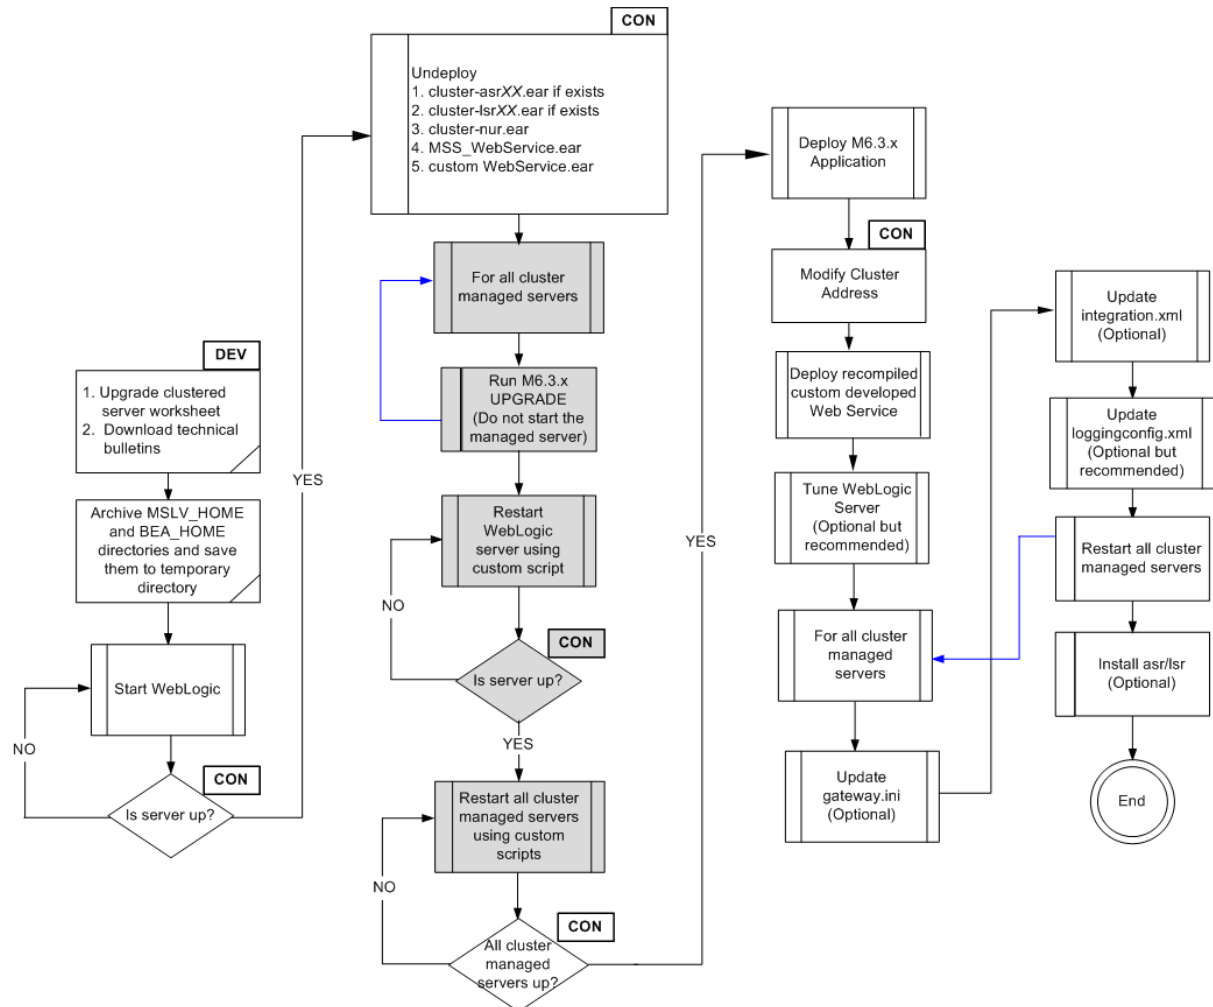 DEV
1. Upgrade clustered
server worksheet
2. Download technical
bulletins
Archive MSLV_HOME
and BEA_HOME
directories and save
them to temporary
directory
Start WebLogic
NO
CON
Is server up?
YES
CON
Undeploy
1. cluster-asrXX.ear if exists
2. cluster-lsrXX.ear if exists
3. cluster-nur.ear
4. MSS_WebService.ear
5. custom WebService.ear
For all cluster
managed servers
Run M6.3.x
UPGRADE
(Do not start the
managed server)
Restart
WebLogic
server using
custom script
NO
CON
Is server up?
YES
Restart all cluster
managed servers
using custom
scripts
NO
CON
All cluster
managed
servers up?
YES
Deploy M6.3.x
Application
CON
Modify Cluster
Address
Deploy recompiled
custom developed
Web Service
Tune WebLogic
Server
(Optional but
recommended)
For all cluster
managed
servers
Update
gateway.ini
(Optional)
Update
integration.xml
(Optional)
Update
loggingconfig.xml
(Optional but
recommended)
Restart all cluster
managed servers
Install asr/lsr
(Optional)
End